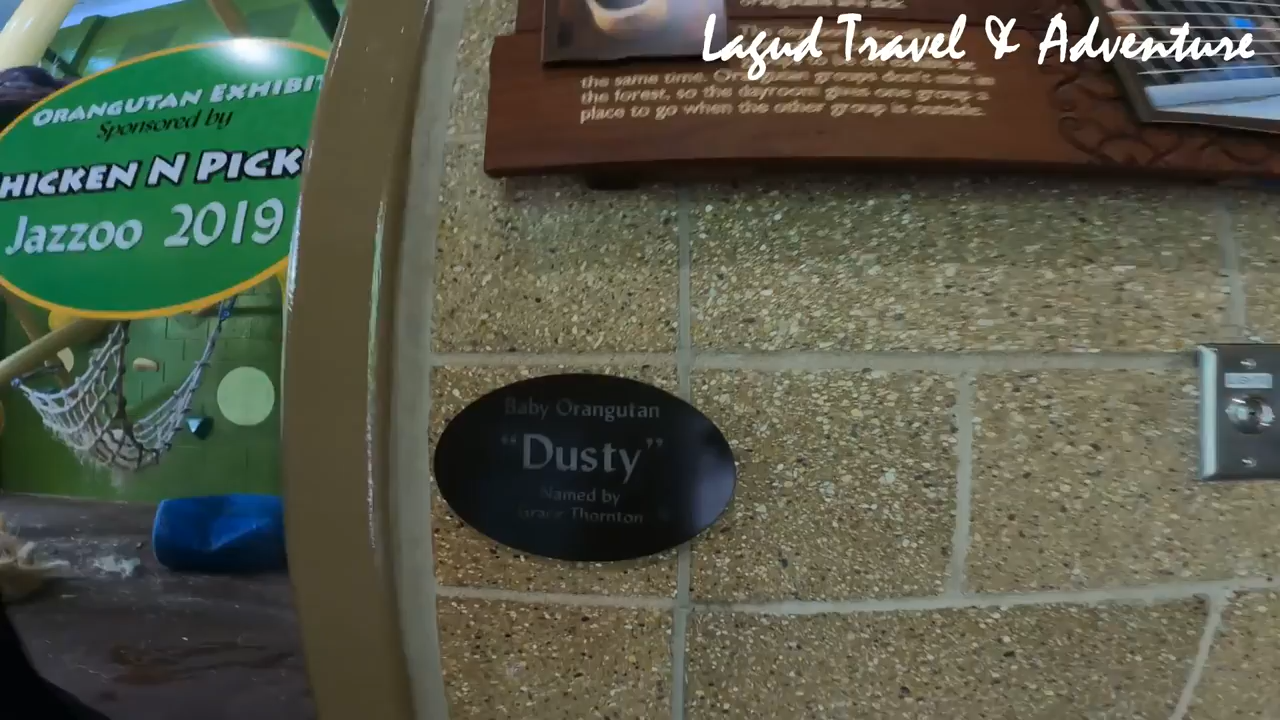 Lagud Travel & Adventure
ORANGUTAN EXHIBIT
Sponsored by
HICKEN N PICK
Jazzoo 2019
the same time. Orangutan groups don't mix in
the forest, so the dayroom gives one group a
place to go when the other group is outside.
Baby Orangutan
"Dusty"
Named by
Grace Thornton